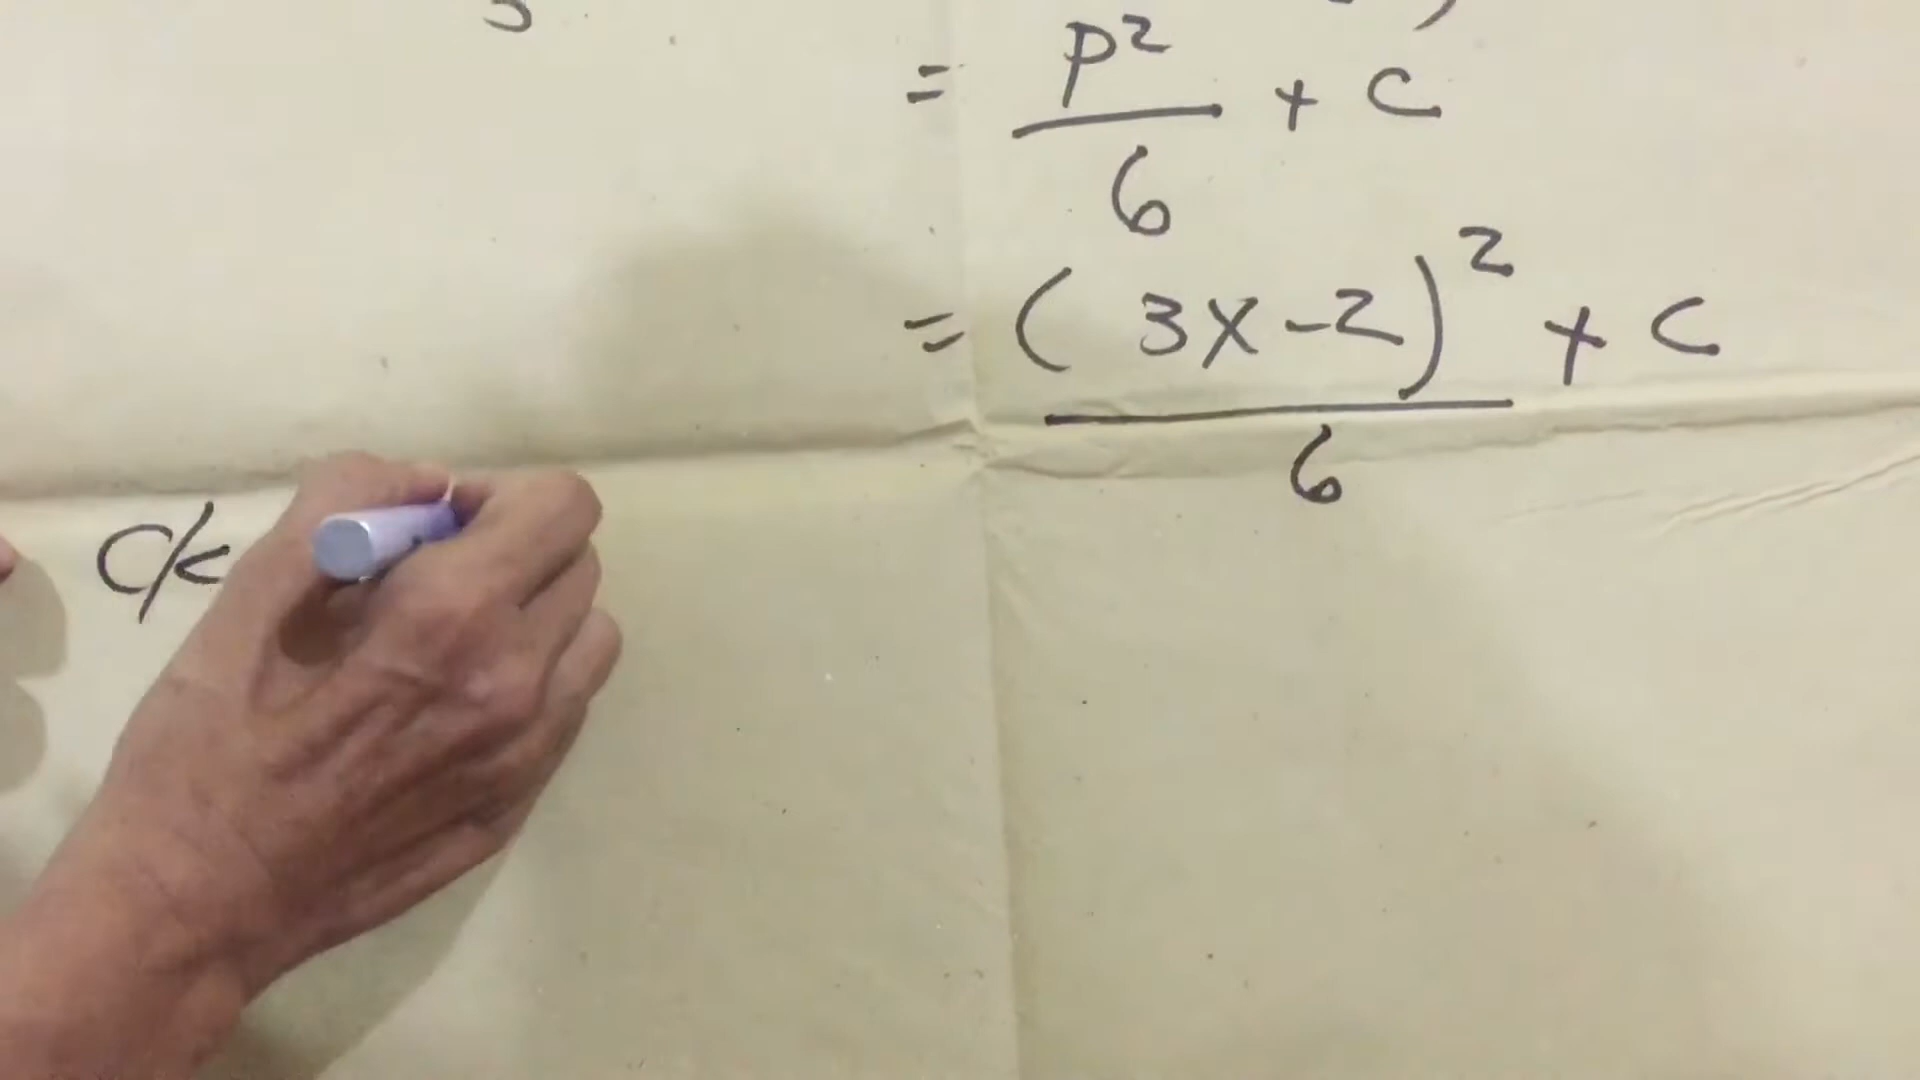 = p²/6 + c
= (3x-2)²/6 + c